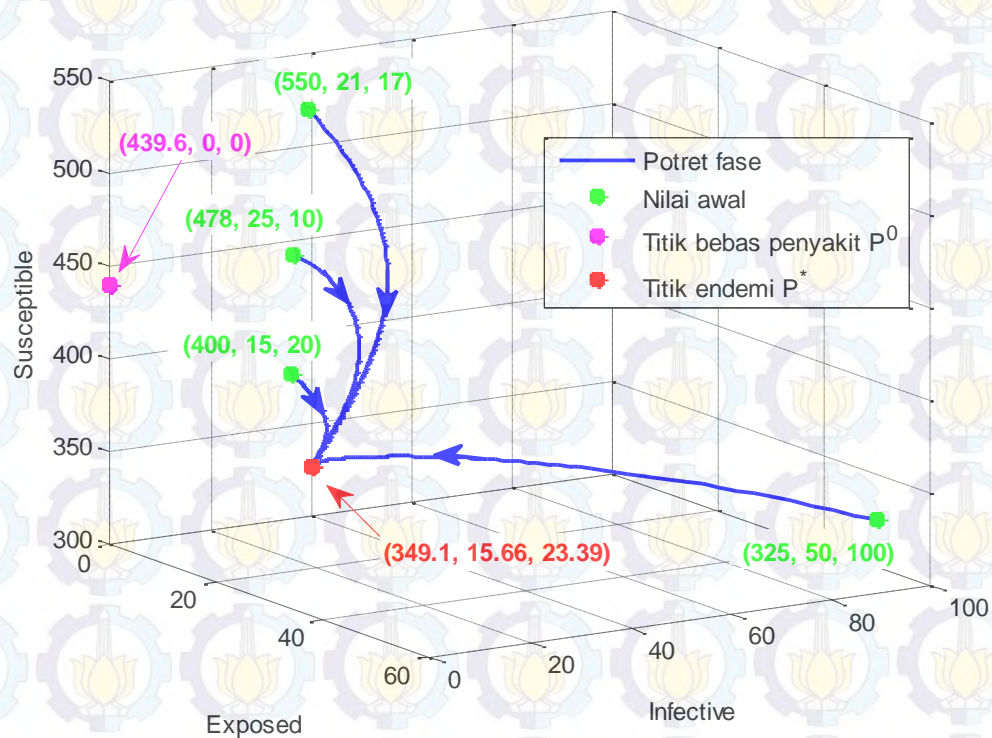 550
500
450
400
350
300
0
20
40
60
0
20
40
60
80
100
Susceptible
Exposed
Infective
(550, 21, 17)
(439.6, 0, 0)
(478, 25, 10)
(400, 15, 20)
(349.1, 15.66, 23.39)
(325, 50, 100)
Potret fase
Nilai awal
Titik bebas penyakit P⁰
Titik endemi P*